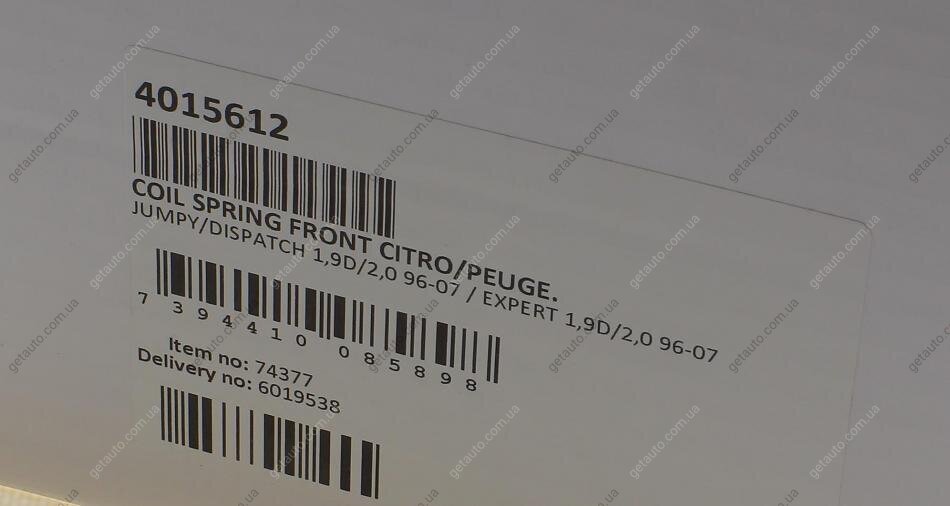 4015612
COIL SPRING FRONT CITRO/PEUGE.
JUMPY/DISPATCH 1,9D/2,0 96-07 / EXPERT 1,9D/2,0 96-07
7 394410 085898
Item no: 74377
Delivery no: 6019538
getauto.com.ua